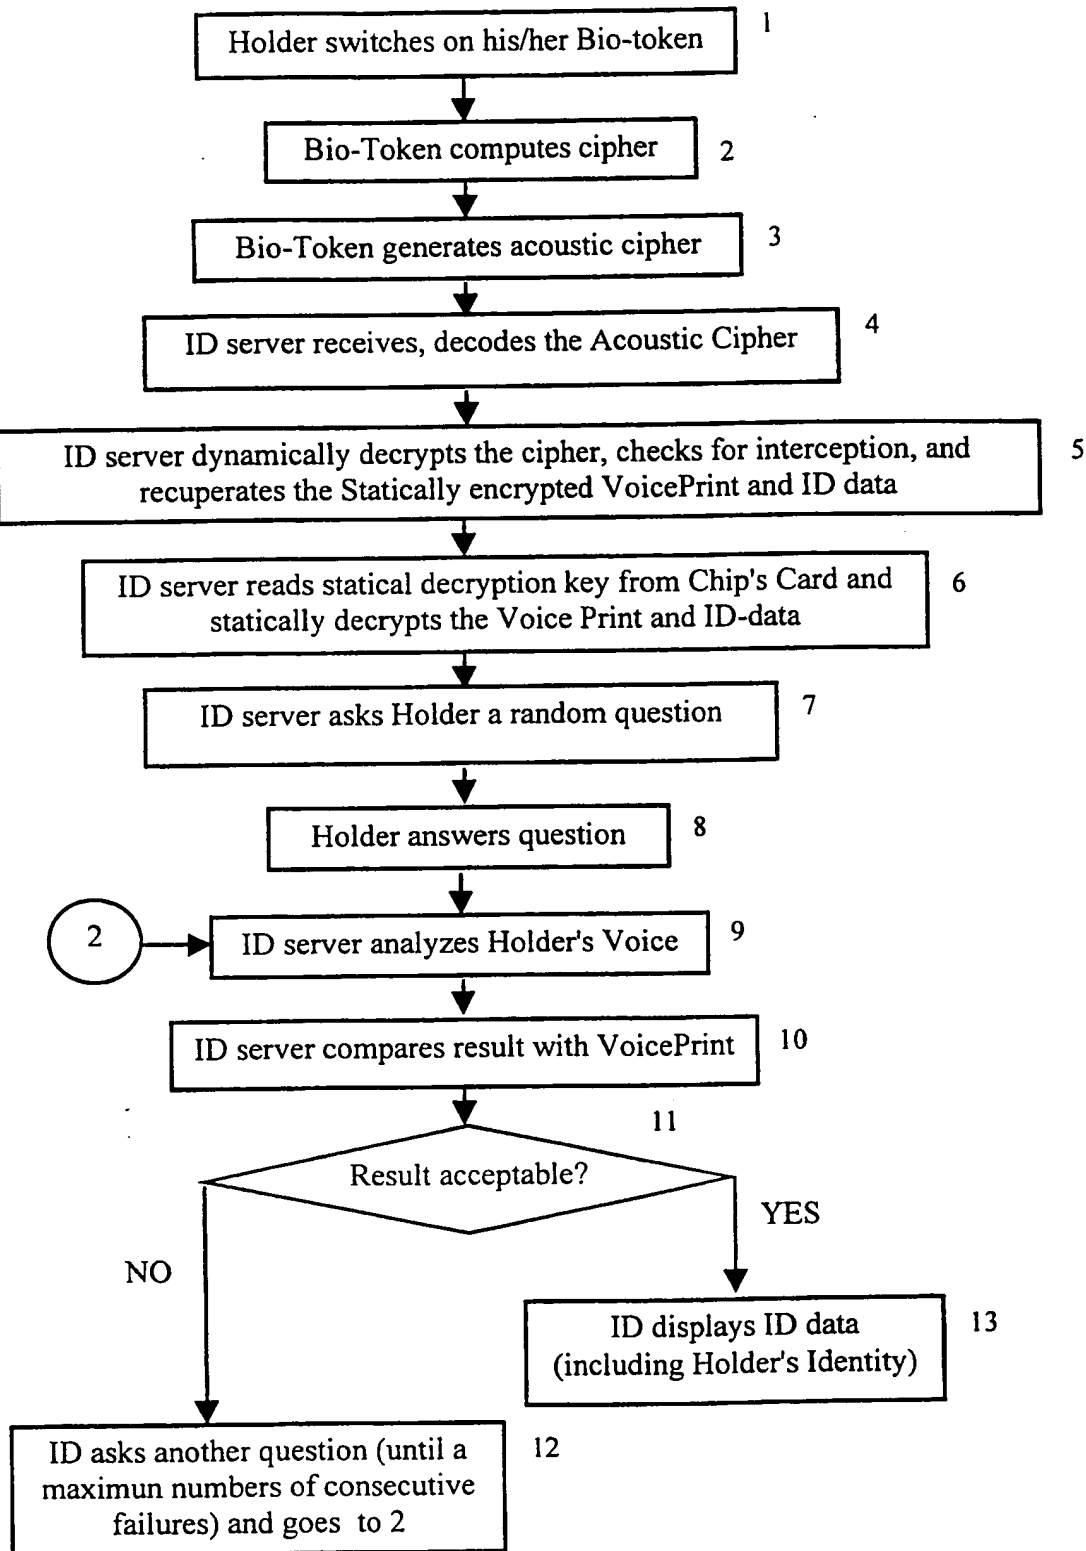 Holder switches on his/her Bio-token
1
Bio-Token computes cipher
2
Bio-Token generates acoustic cipher
3
ID server receives, decodes the Acoustic Cipher
4
ID server dynamically decrypts the cipher, checks for interception, and
recuperates the Statically encrypted VoicePrint and ID data
5
ID server reads statical decryption key from Chip's Card and
statically decrypts the Voice Print and ID-data
6
ID server asks Holder a random question
7
Holder answers question
8
2
ID server analyzes Holder's Voice
9
ID server compares result with VoicePrint
10
11
Result acceptable?
YES
NO
ID displays ID data
(including Holder's Identity)
13
ID asks another question (until a
maximun numbers of consecutive
failures) and goes to 2
12